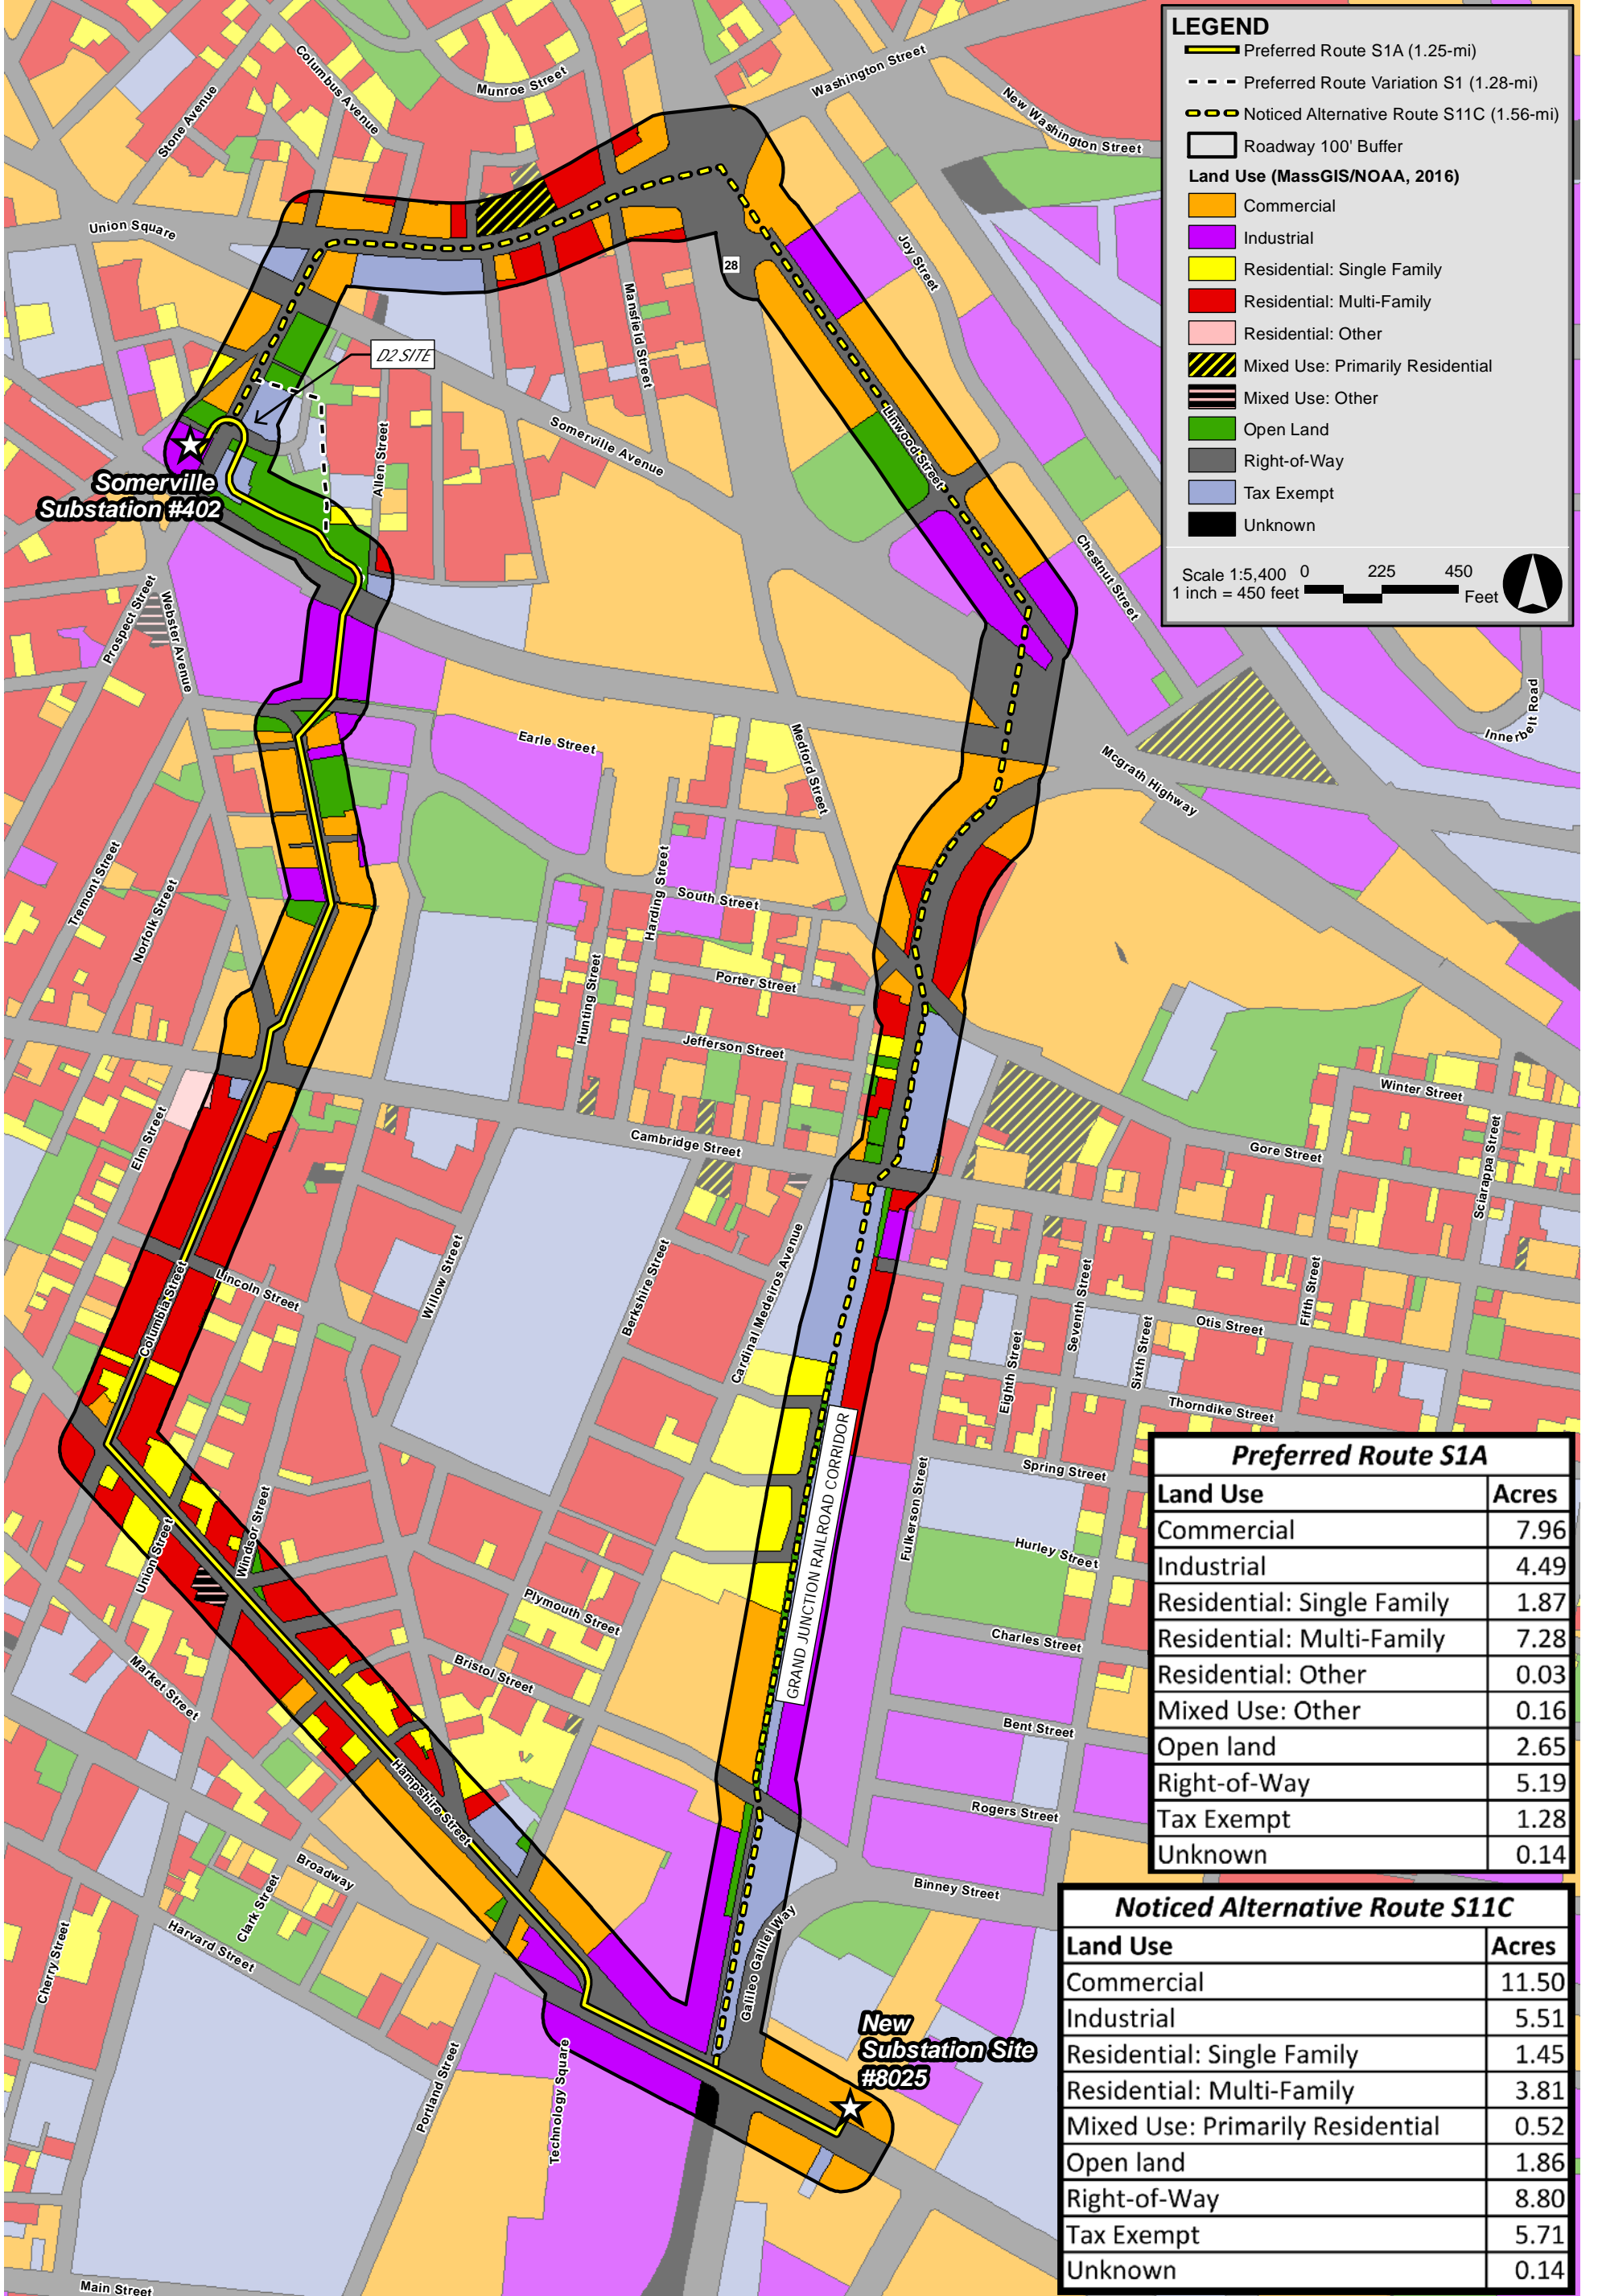 LEGEND
Preferred Route S1A (1.25-mi)
Preferred Route Variation S1 (1.28-mi)
Noticed Alternative Route S11C (1.56-mi)
Roadway 100' Buffer
Land Use (MassGIS/NOAA, 2016)
Commercial
Industrial
Residential: Single Family
Residential: Multi-Family
Residential: Other
Mixed Use: Primarily Residential
Mixed Use: Other
Open Land
Right-of-Way
Tax Exempt
Unknown
Scale 1:5,400
1 inch = 450 feet
0 225 450
Feet
Columbus Avenue
Munroe Street
Washington Street
New Washington Street
Stone Avenue
Union Square
Joy Street
28
Mansfield Street
D2 SITE
Linwood Street
Somerville Avenue
Allen Street
Somerville
Substation #402
Chestnut Street
Prospect Street
Webster Avenue
Innerbelt Road
Earle Street
Medford Street
Mcgrath Highway
Tremont Street
Norfolk Street
Harding Street
South Street
Hunting Street
Porter Street
Jefferson Street
Winter Street
Elm Street
Cambridge Street
Gore Street
Sciarappa Street
Columbia Street
Lincoln Street
Willow Street
Berkshire Street
Cardinal Medeiros Avenue
Seventh Street
Otis Street
Fifth Street
Eighth Street
Sixth Street
Thorndike Street
GRAND JUNCTION RAILROAD CORRIDOR
Spring Street
Fulkerson Street
Hurley Street
Union Street
Windsor Street
Plymouth Street
Charles Street
Market Street
Bristol Street
Bent Street
Hampshire Street
Rogers Street
Broadway
Binney Street
Clark Street
Harvard Street
Cherry Street
Galileo Galilei Way
Portland Street
Technology Square
New
Substation Site
#8025
Main Street
Preferred Route S1A
Land Use Acres
Commercial 7.96
Industrial 4.49
Residential: Single Family 1.87
Residential: Multi-Family 7.28
Residential: Other 0.03
Mixed Use: Other 0.16
Open land 2.65
Right-of-Way 5.19
Tax Exempt 1.28
Unknown 0.14
Noticed Alternative Route S11C
Land Use Acres
Commercial 11.50
Industrial 5.51
Residential: Single Family 1.45
Residential: Multi-Family 3.81
Mixed Use: Primarily Residential 0.52
Open land 1.86
Right-of-Way 8.80
Tax Exempt 5.71
Unknown 0.14